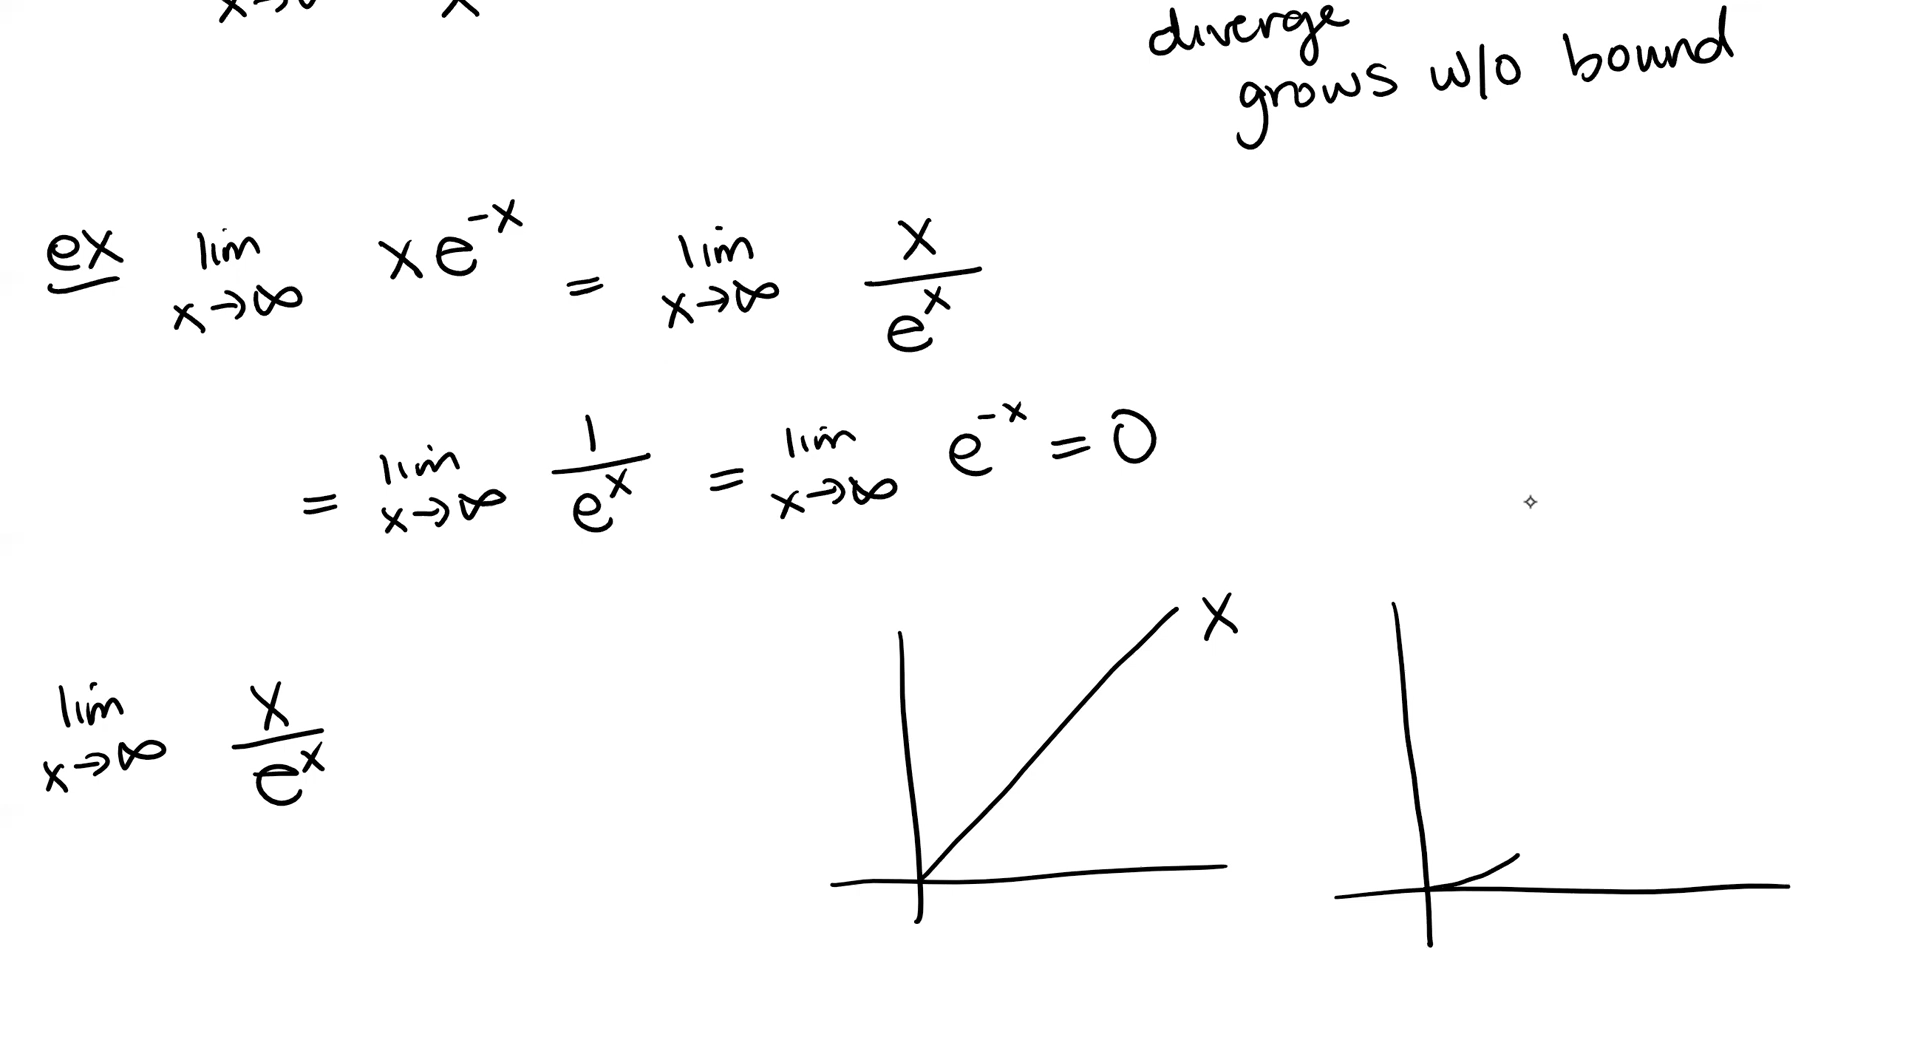 diverge
grows w/o bound
ex lim x→∞ xe^{-x} = lim x→∞ x/e^x
= lim x→∞ 1/e^x = lim x→∞ e^{-x} = 0
lim x→∞ x/e^x
x